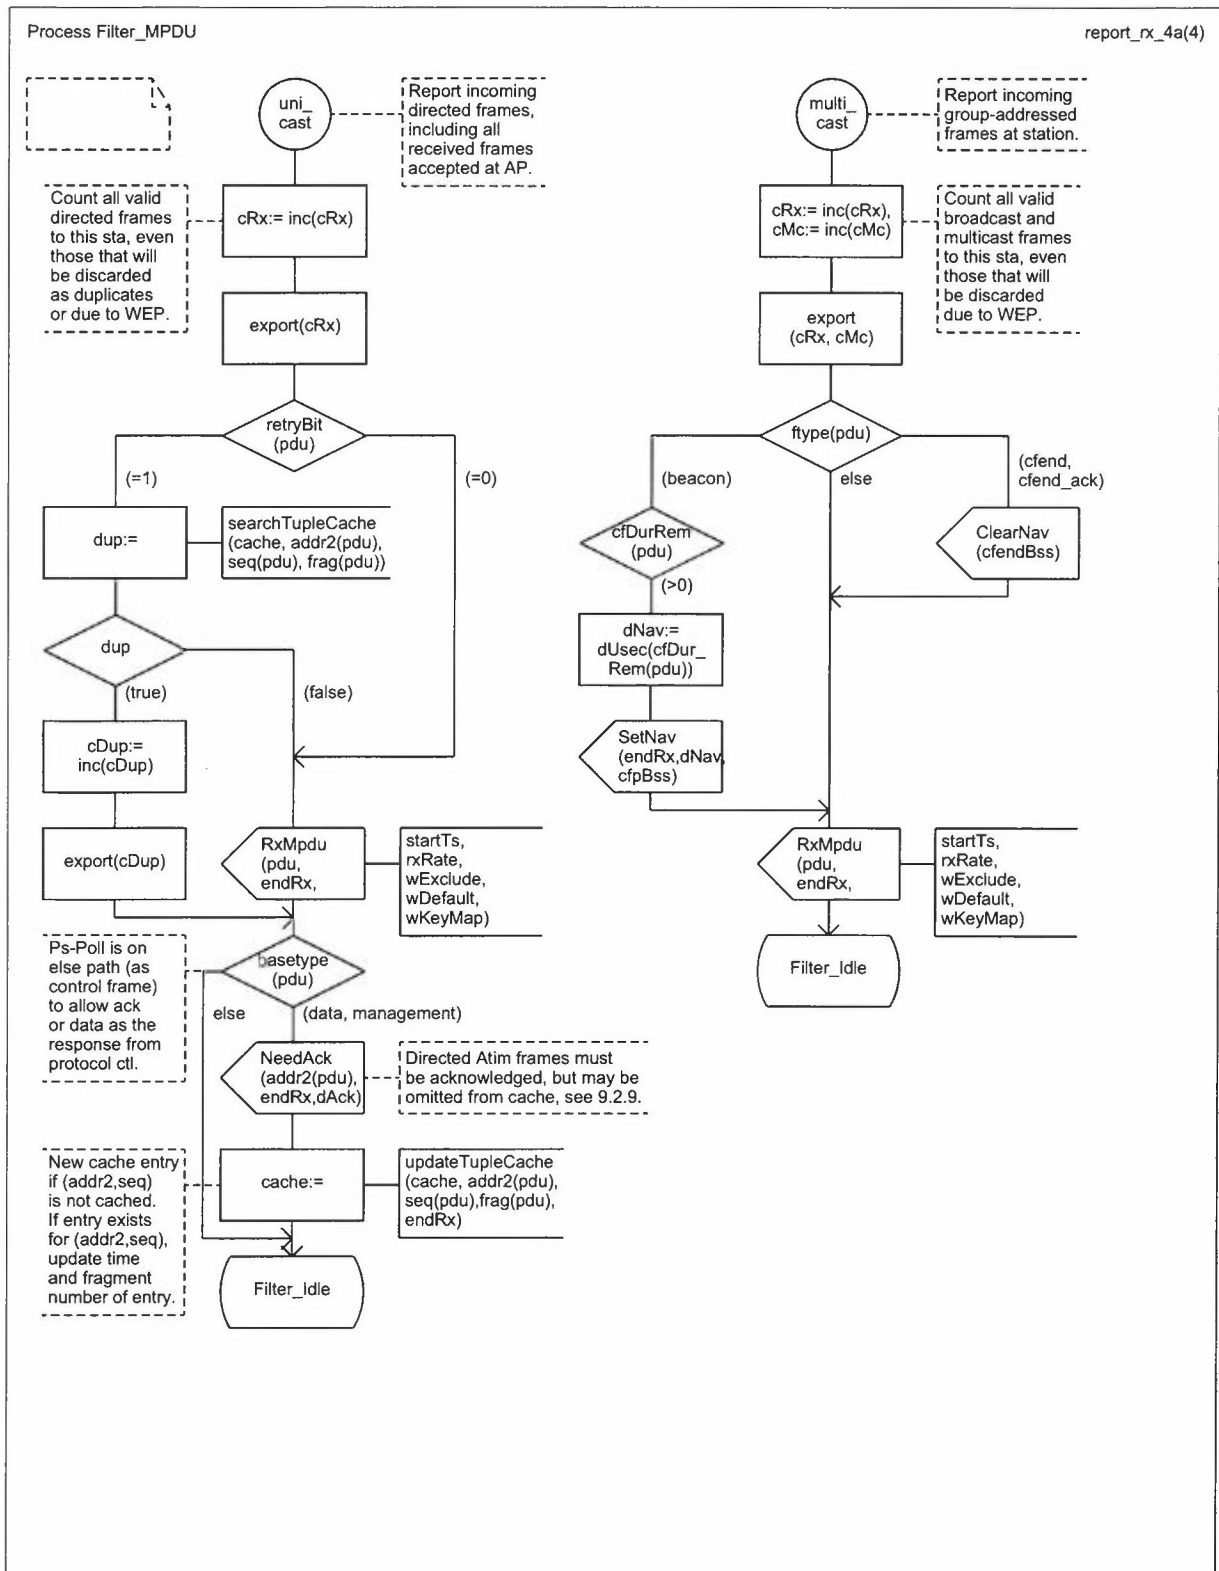 Process Filter_MPDU
report_rx_4a(4)
uni_
cast
Report incoming
directed frames,
including all
received frames
accepted at AP.
Count all valid
directed frames
to this sta, even
those that will
be discarded
as duplicates
or due to WEP.
cRx:= inc(cRx)
export(cRx)
retryBit
(pdu)
(=1)
(=0)
dup:=
searchTupleCache
(cache, addr2(pdu),
seq(pdu), frag(pdu))
dup
(true)
(false)
cDup:=
inc(cDup)
export(cDup)
RxMpdu
(pdu,
endRx,
startTs,
rxRate,
wExclude,
wDefault,
wKeyMap)
Ps-Poll is on
else path (as
control frame)
to allow ack
or data as the
response from
protocol ctl.
basetype
(pdu)
else
(data, management)
NeedAck
(addr2(pdu),
endRx,dAck)
Directed Atim frames must
be acknowledged, but may be
omitted from cache, see 9.2.9.
New cache entry
if (addr2,seq)
is not cached.
If entry exists
for (addr2,seq),
update time
and fragment
number of entry.
cache:=
updateTupleCache
(cache, addr2(pdu),
seq(pdu),frag(pdu),
endRx)
Filter_Idle
multi_
cast
Report incoming
group-addressed
frames at station.
cRx:= inc(cRx),
cMc:= inc(cMc)
Count all valid
broadcast and
multicast frames
to this sta, even
those that will
be discarded
due to WEP.
export
(cRx, cMc)
ftype(pdu)
(beacon)
else
(cfend,
cfend_ack)
cfDurRem
(pdu)
(>0)
ClearNav
(cfendBss)
dNav:=
dUsec(cfDur_
Rem(pdu))
SetNav
(endRx,dNav,
cfpBss)
RxMpdu
(pdu,
endRx,
startTs,
rxRate,
wExclude,
wDefault,
wKeyMap)
Filter_Idle